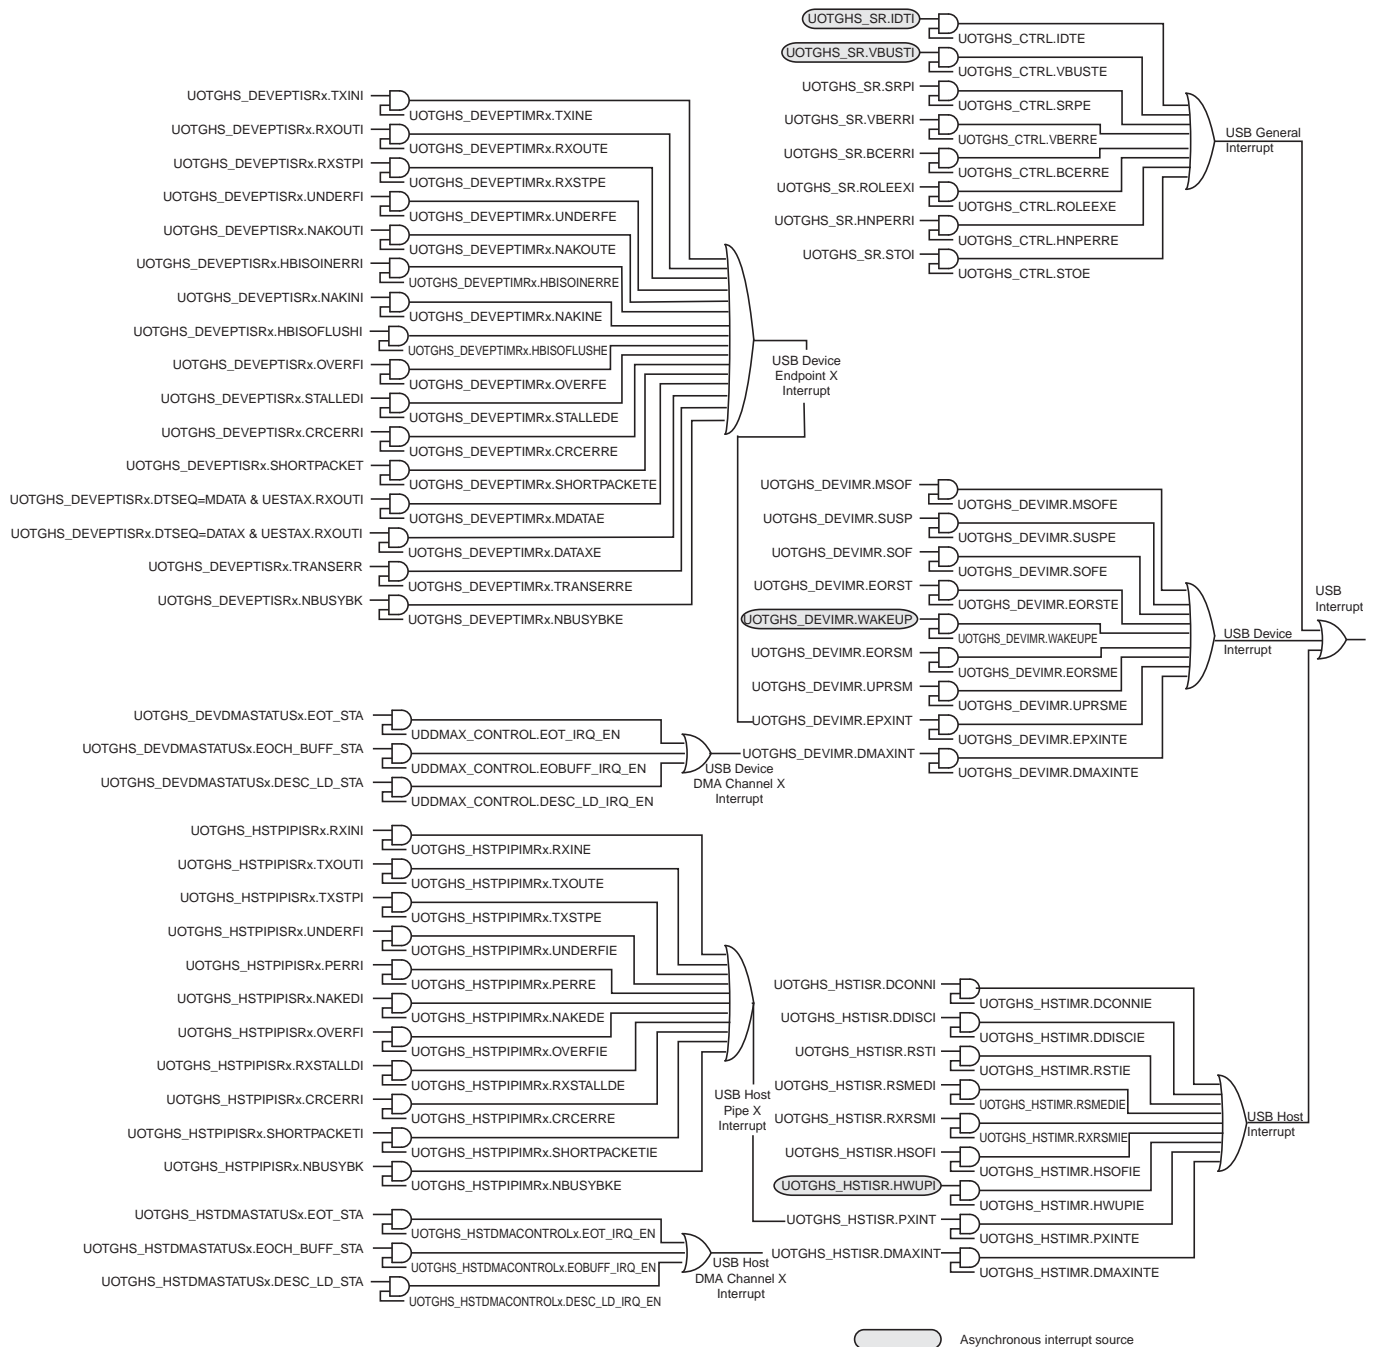 UOTGHS_SR.IDTI
UOTGHS_CTRL.IDTE
UOTGHS_SR.VBUSTI
UOTGHS_CTRL.VBUSTE
UOTGHS_SR.SRPI
UOTGHS_CTRL.SRPE
UOTGHS_SR.VBERRI
UOTGHS_CTRL.VBERRE
UOTGHS_SR.BCERRI
UOTGHS_CTRL.BCERRE
UOTGHS_SR.ROLEEXI
UOTGHS_CTRL.ROLEEXE
UOTGHS_SR.HNPERRI
UOTGHS_CTRL.HNPERRE
UOTGHS_SR.STOI
UOTGHS_CTRL.STOE
USB General
Interrupt
UOTGHS_DEVEPTISRx.TXINI
UOTGHS_DEVEPTIMRx.TXINE
UOTGHS_DEVEPTISRx.RXOUTI
UOTGHS_DEVEPTIMRx.RXOUTE
UOTGHS_DEVEPTISRx.RXSTPI
UOTGHS_DEVEPTIMRx.RXSTPE
UOTGHS_DEVEPTISRx.UNDERFI
UOTGHS_DEVEPTIMRx.UNDERFE
UOTGHS_DEVEPTISRx.NAKOUTI
UOTGHS_DEVEPTIMRx.NAKOUTE
UOTGHS_DEVEPTISRx.HBISOINERRI
UOTGHS_DEVEPTIMRx.HBISOINERRE
UOTGHS_DEVEPTISRx.NAKINI
UOTGHS_DEVEPTIMRx.NAKINE
UOTGHS_DEVEPTISRx.HBISOFLUSHI
UOTGHS_DEVEPTIMRx.HBISOFLUSHE
UOTGHS_DEVEPTISRx.OVERFI
UOTGHS_DEVEPTIMRx.OVERFE
UOTGHS_DEVEPTISRx.STALLEDI
UOTGHS_DEVEPTIMRx.STALLEDE
UOTGHS_DEVEPTISRx.CRCERRI
UOTGHS_DEVEPTIMRx.CRCERRE
UOTGHS_DEVEPTISRx.SHORTPACKET
UOTGHS_DEVEPTIMRx.SHORTPACKETE
UOTGHS_DEVEPTISRx.DTSEQ=MDATA & UESTAX.RXOUTI
UOTGHS_DEVEPTIMRx.MDATAE
UOTGHS_DEVEPTISRx.DTSEQ=DATAX & UESTAX.RXOUTI
UOTGHS_DEVEPTIMRx.DATAXE
UOTGHS_DEVEPTISRx.TRANSERR
UOTGHS_DEVEPTIMRx.TRANSERRE
UOTGHS_DEVEPTISRx.NBUSYBK
UOTGHS_DEVEPTIMRx.NBUSYBKE
USB Device
Endpoint X
Interrupt
UOTGHS_DEVIMR.MSOF
UOTGHS_DEVIMR.MSOFE
UOTGHS_DEVIMR.SUSP
UOTGHS_DEVIMR.SUSPE
UOTGHS_DEVIMR.SOF
UOTGHS_DEVIMR.SOFE
UOTGHS_DEVIMR.EORST
UOTGHS_DEVIMR.EORSTE
UOTGHS_DEVIMR.WAKEUP
UOTGHS_DEVIMR.WAKEUPE
UOTGHS_DEVIMR.EORSM
UOTGHS_DEVIMR.EORSME
UOTGHS_DEVIMR.UPRSM
UOTGHS_DEVIMR.UPRSME
UOTGHS_DEVIMR.EPXINT
UOTGHS_DEVIMR.EPXINTE
UOTGHS_DEVIMR.DMAXINT
UOTGHS_DEVIMR.DMAXINTE
USB Device
Interrupt
USB
Interrupt
UOTGHS_DEVDMASTATUSx.EOT_STA
UDDMAX_CONTROL.EOT_IRQ_EN
UOTGHS_DEVDMASTATUSx.EOCH_BUFF_STA
UDDMAX_CONTROL.EOBUFF_IRQ_EN
UOTGHS_DEVDMASTATUSx.DESC_LD_STA
UDDMAX_CONTROL.DESC_LD_IRQ_EN
USB Device
DMA Channel X
Interrupt
UOTGHS_HSTPIPISRx.RXINI
UOTGHS_HSTPIPIMRx.RXINE
UOTGHS_HSTPIPISRx.TXOUTI
UOTGHS_HSTPIPIMRx.TXOUTE
UOTGHS_HSTPIPISRx.TXSTPI
UOTGHS_HSTPIPIMRx.TXSTPE
UOTGHS_HSTPIPISRx.UNDERFI
UOTGHS_HSTPIPIMRx.UNDERFIE
UOTGHS_HSTPIPISRx.PERRI
UOTGHS_HSTPIPIMRx.PERRE
UOTGHS_HSTPIPISRx.NAKEDI
UOTGHS_HSTPIPIMRx.NAKEDE
UOTGHS_HSTPIPISRx.OVERFI
UOTGHS_HSTPIPIMRx.OVERFIE
UOTGHS_HSTPIPISRx.RXSTALLDI
UOTGHS_HSTPIPIMRx.RXSTALLDE
UOTGHS_HSTPIPISRx.CRCERRI
UOTGHS_HSTPIPIMRx.CRCERRE
UOTGHS_HSTPIPISRx.SHORTPACKETI
UOTGHS_HSTPIPIMRx.SHORTPACKETIE
UOTGHS_HSTPIPISRx.NBUSYBK
UOTGHS_HSTPIPIMRx.NBUSYBKE
USB Host
Pipe X
Interrupt
UOTGHS_HSTISR.DCONNI
UOTGHS_HSTIMR.DCONNIE
UOTGHS_HSTISR.DDISCI
UOTGHS_HSTIMR.DDISCIE
UOTGHS_HSTISR.RSTI
UOTGHS_HSTIMR.RSTIE
UOTGHS_HSTISR.RSMEDI
UOTGHS_HSTIMR.RSMEDIE
UOTGHS_HSTISR.RXRSMI
UOTGHS_HSTIMR.RXRSMIE
UOTGHS_HSTISR.HSOFI
UOTGHS_HSTIMR.HSOFIE
UOTGHS_HSTISR.HWUPI
UOTGHS_HSTIMR.HWUPIE
UOTGHS_HSTISR.PXINT
UOTGHS_HSTIMR.PXINTE
UOTGHS_HSTISR.DMAXINT
UOTGHS_HSTIMR.DMAXINTE
USB Host
Interrupt
UOTGHS_HSTDMASTATUSx.EOT_STA
UOTGHS_HSTDMACONTROLx.EOT_IRQ_EN
UOTGHS_HSTDMASTATUSx.EOCH_BUFF_STA
UOTGHS_HSTDMACONTROLx.EOBUFF_IRQ_EN
UOTGHS_HSTDMASTATUSx.DESC_LD_STA
UOTGHS_HSTDMACONTROLx.DESC_LD_IRQ_EN
USB Host
DMA Channel X
Interrupt
Asynchronous interrupt source